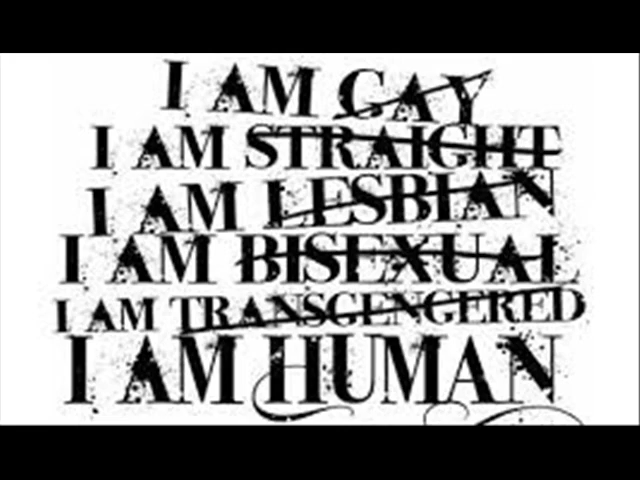 I AM GAY
I AM STRAIGHT
I AM LESBIAN
I AM BISEXUAL
I AM TRANSGENGERED
I AM HUMAN